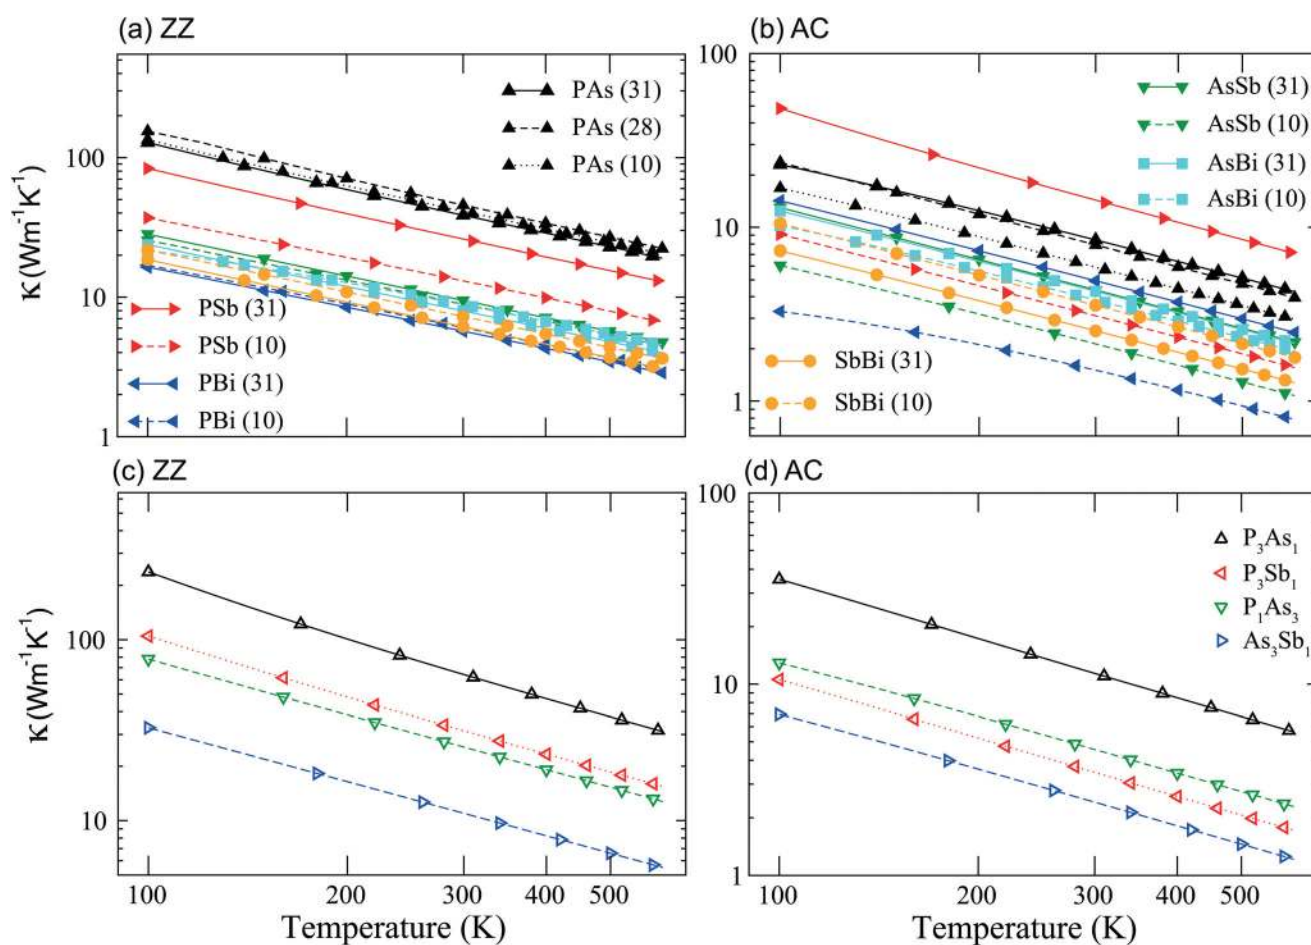 (a) ZZ
(b) AC
κ (Wm⁻¹K⁻¹)
100
10
1
PAs (31)
PAs (28)
PAs (10)
PSb (31)
PSb (10)
PBi (31)
PBi (10)
100
10
1
AsSb (31)
AsSb (10)
AsBi (31)
AsBi (10)
SbBi (31)
SbBi (10)
(c) ZZ
(d) AC
κ (Wm⁻¹K⁻¹)
100
10
100
200
300
400
500
Temperature (K)
100
10
1
P₃As₁
P₃Sb₁
P₁As₃
As₃Sb₁
100
200
300
400
500
Temperature (K)